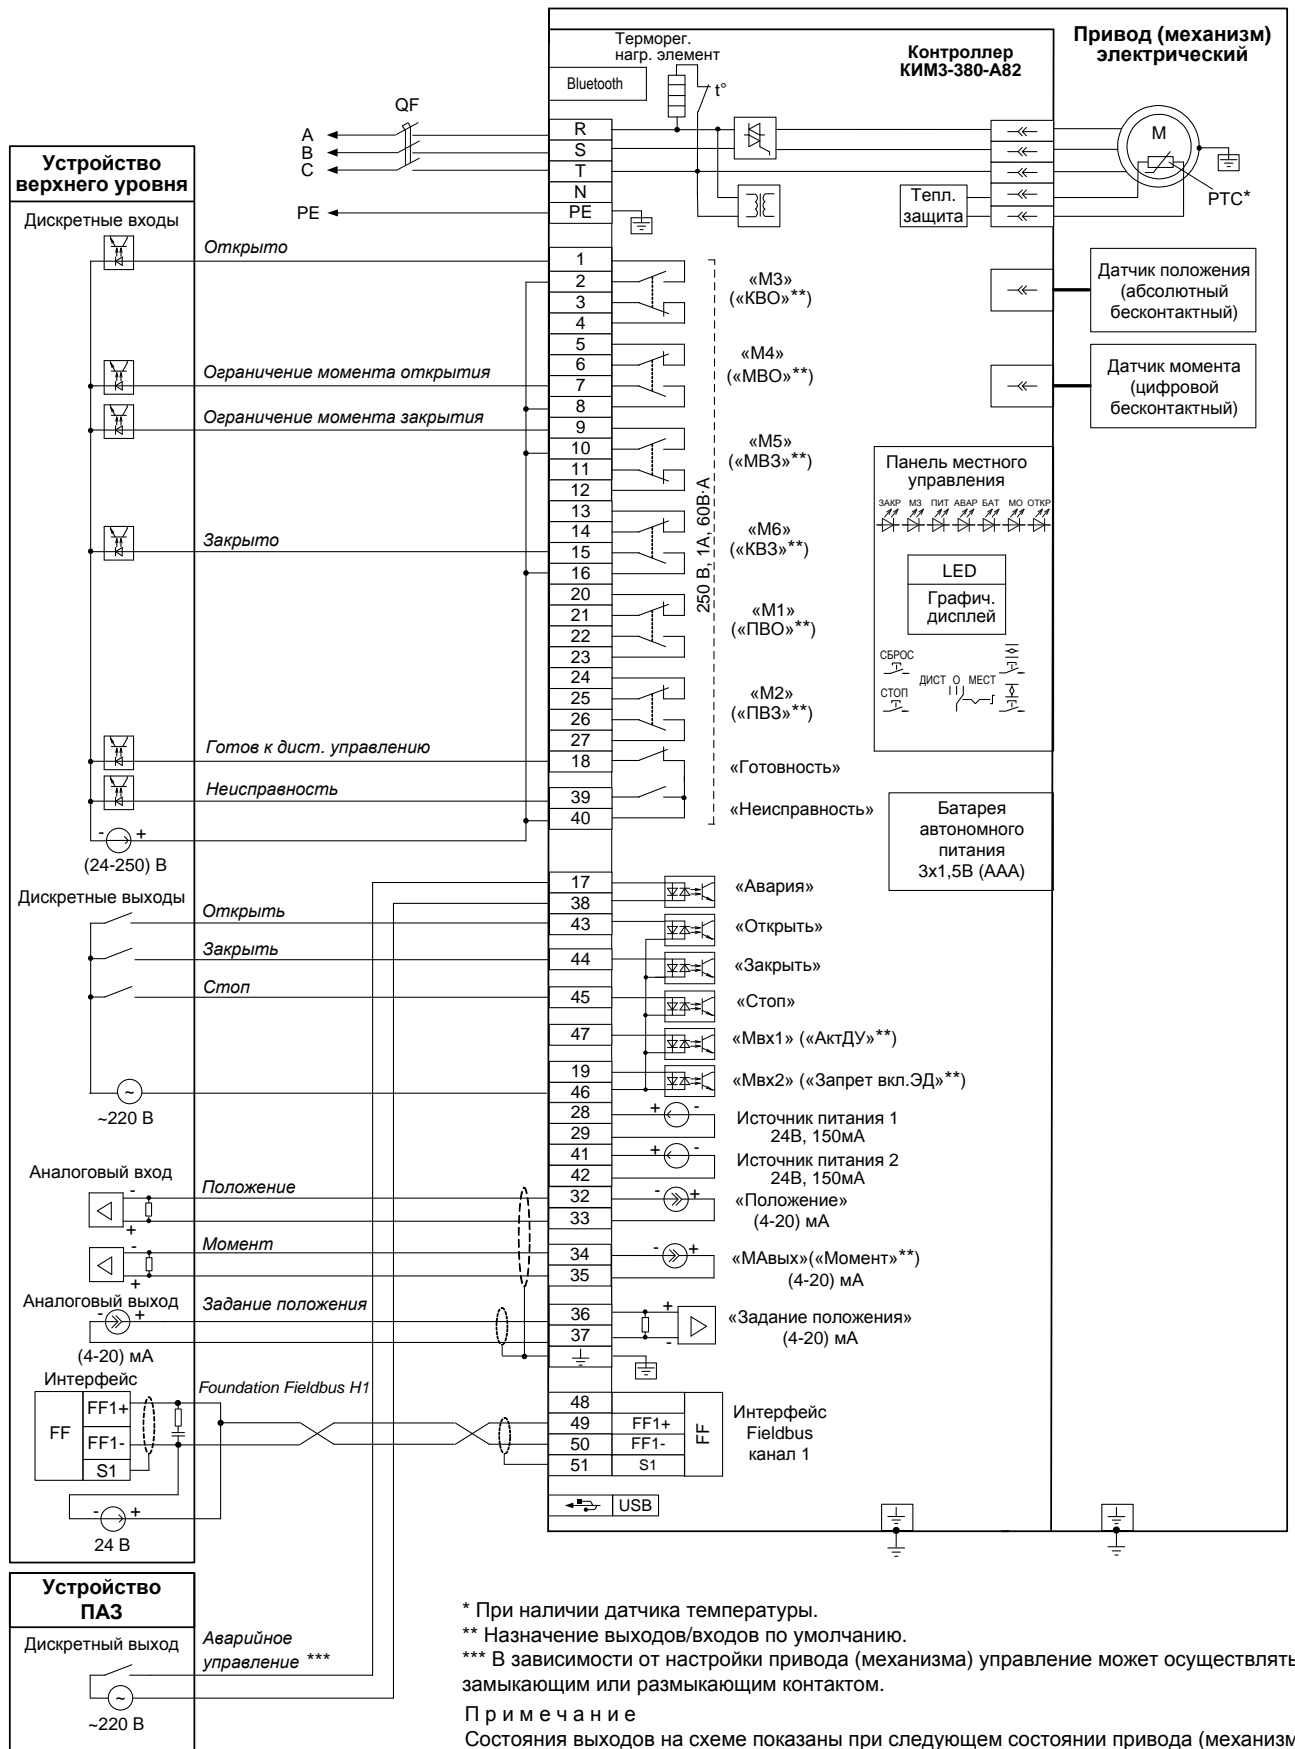 Привод (механизм)
электрический
Контроллер
КИМ3-380-А82
Терморег.
нагр. элемент
Bluetooth
t°
QF
A
B
C
PE
R
S
T
N
PE
M
PTC*
Тепл.
защита
Устройство
верхнего уровня
Дискретные входы
Открыто
Ограничение момента открытия
Ограничение момента закрытия
Закрыто
Готов к дист. управлению
Неисправность
- +
(24-250) В
1
2
3
4
5
6
7
8
9
10
11
12
13
14
15
16
20
21
22
23
24
25
26
27
18
39
40
«М3»
(«КВО»**)
«М4»
(«МВО»**)
«М5»
(«МВЗ»**)
«М6»
(«КВЗ»**)
«М1»
(«ПВО»**)
«М2»
(«ПВЗ»**)
«Готовность»
«Неисправность»
250 В, 1А, 60В·А
Датчик положения
(абсолютный
бесконтактный)
Датчик момента
(цифровой
бесконтактный)
Панель местного
управления
ЗАКР МЗ ПИТ АВАР БАТ МО ОТКР
LED
Графич.
дисплей
СБРОС
СТОП
ДИСТ О МЕСТ
Батарея
автономного
питания
3x1,5В (ААА)
Дискретные выходы
Открыть
Закрыть
Стоп
~
~220 В
17
38
43
44
45
47
19
46
28
29
41
42
32
33
34
35
36
37
«Авария»
«Открыть»
«Закрыть»
«Стоп»
«Мвх1» («АктДУ»**)
«Мвх2» («Запрет вкл.ЭД»**)
+ -
Источник питания 1
24В, 150мА
+ -
Источник питания 2
24В, 150мА
- +
«Положение»
(4-20) мА
- +
«МАвых»(«Момент»**)
(4-20) мА
+
-
«Задание положения»
(4-20) мА
Аналоговый вход
-
+
Положение
-
+
Момент
Аналоговый выход
- +
Задание положения
(4-20) мА
Интерфейс
Foundation Fieldbus H1
FF
FF1+
FF1-
S1
- +
24 В
48
49
50
51
FF1+
FF1-
S1
FF
Интерфейс
Fieldbus
канал 1
USB
Устройство
ПАЗ
Дискретный выход
Аварийное
управление ***
~
~220 В
* При наличии датчика температуры.
** Назначение выходов/входов по умолчанию.
*** В зависимости от настройки привода (механизма) управление может осуществлять
замыкающим или размыкающим контактом.
Примечание
Состояния выходов на схеме показаны при следующем состоянии привода (механизм